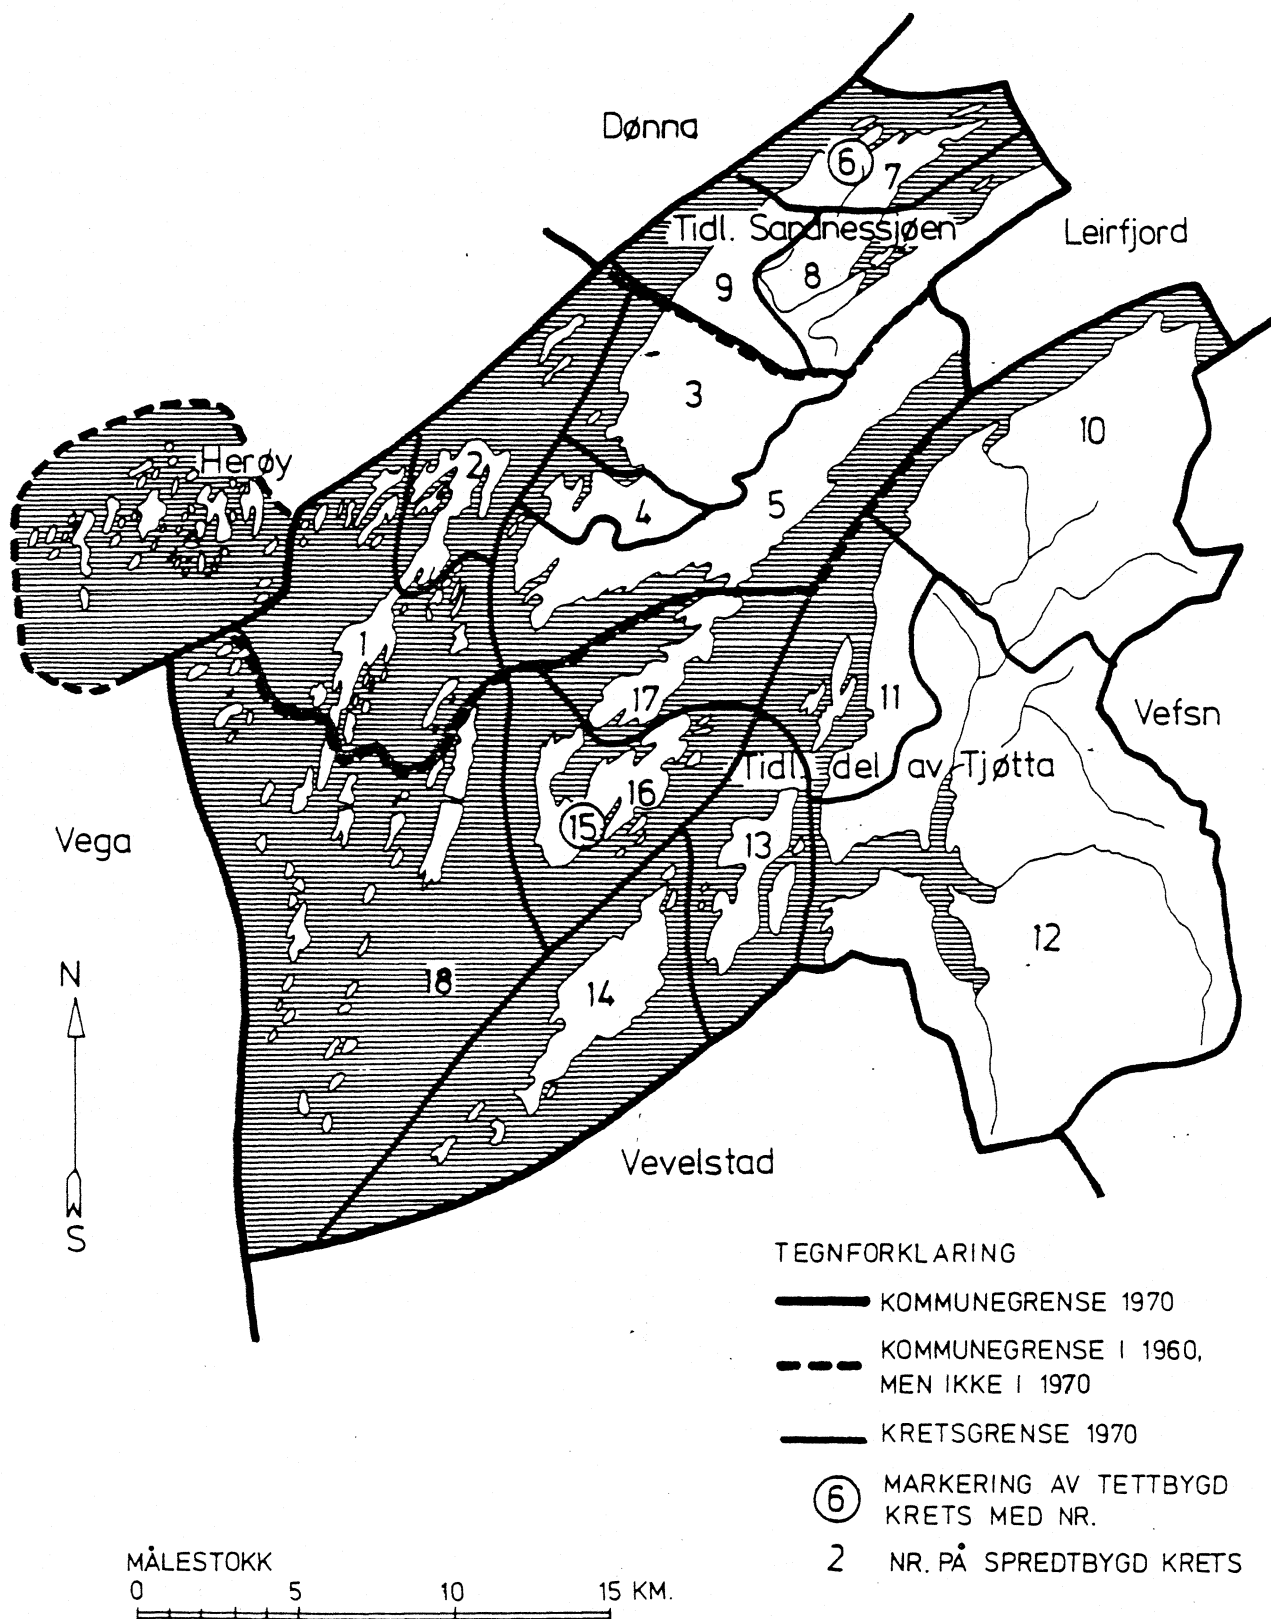 Dønna
6
7
Tidl. Sandnessjøen
Leirfjord
8
9
3
10
Herøy
2
4
5
1
17
11
Vefsn
Tidl. del av Tjøtta
16
15
Vega
13
12
N
18
14
S
Vevelstad
TEGNFORKLARING
KOMMUNEGRENSE 1970
KOMMUNEGRENSE I 1960,
MEN IKKE I 1970
KRETSGRENSE 1970
6
MARKERING AV TETTBYGD
KRETS MED NR.
2 NR. PÅ SPREDTBYGD KRETS
MÅLESTOKK
0 5 10 15 KM.